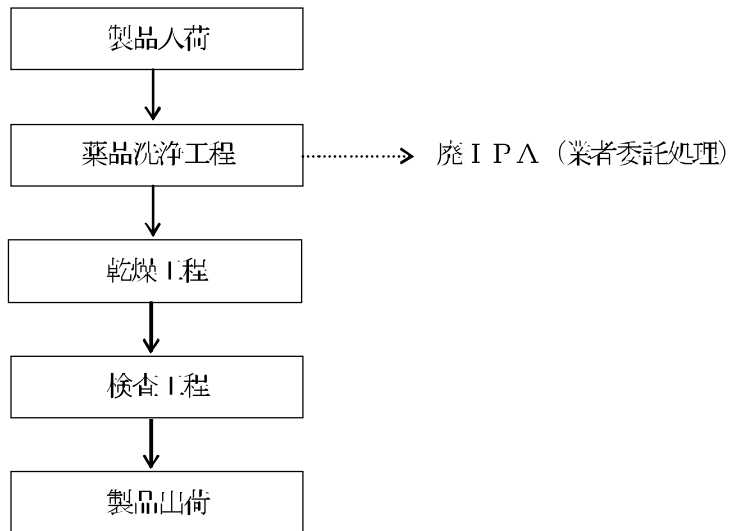 製品入荷
薬品洗浄工程
廃ＩＰＡ（業者委託処理）
乾燥工程
検査工程
製品出荷